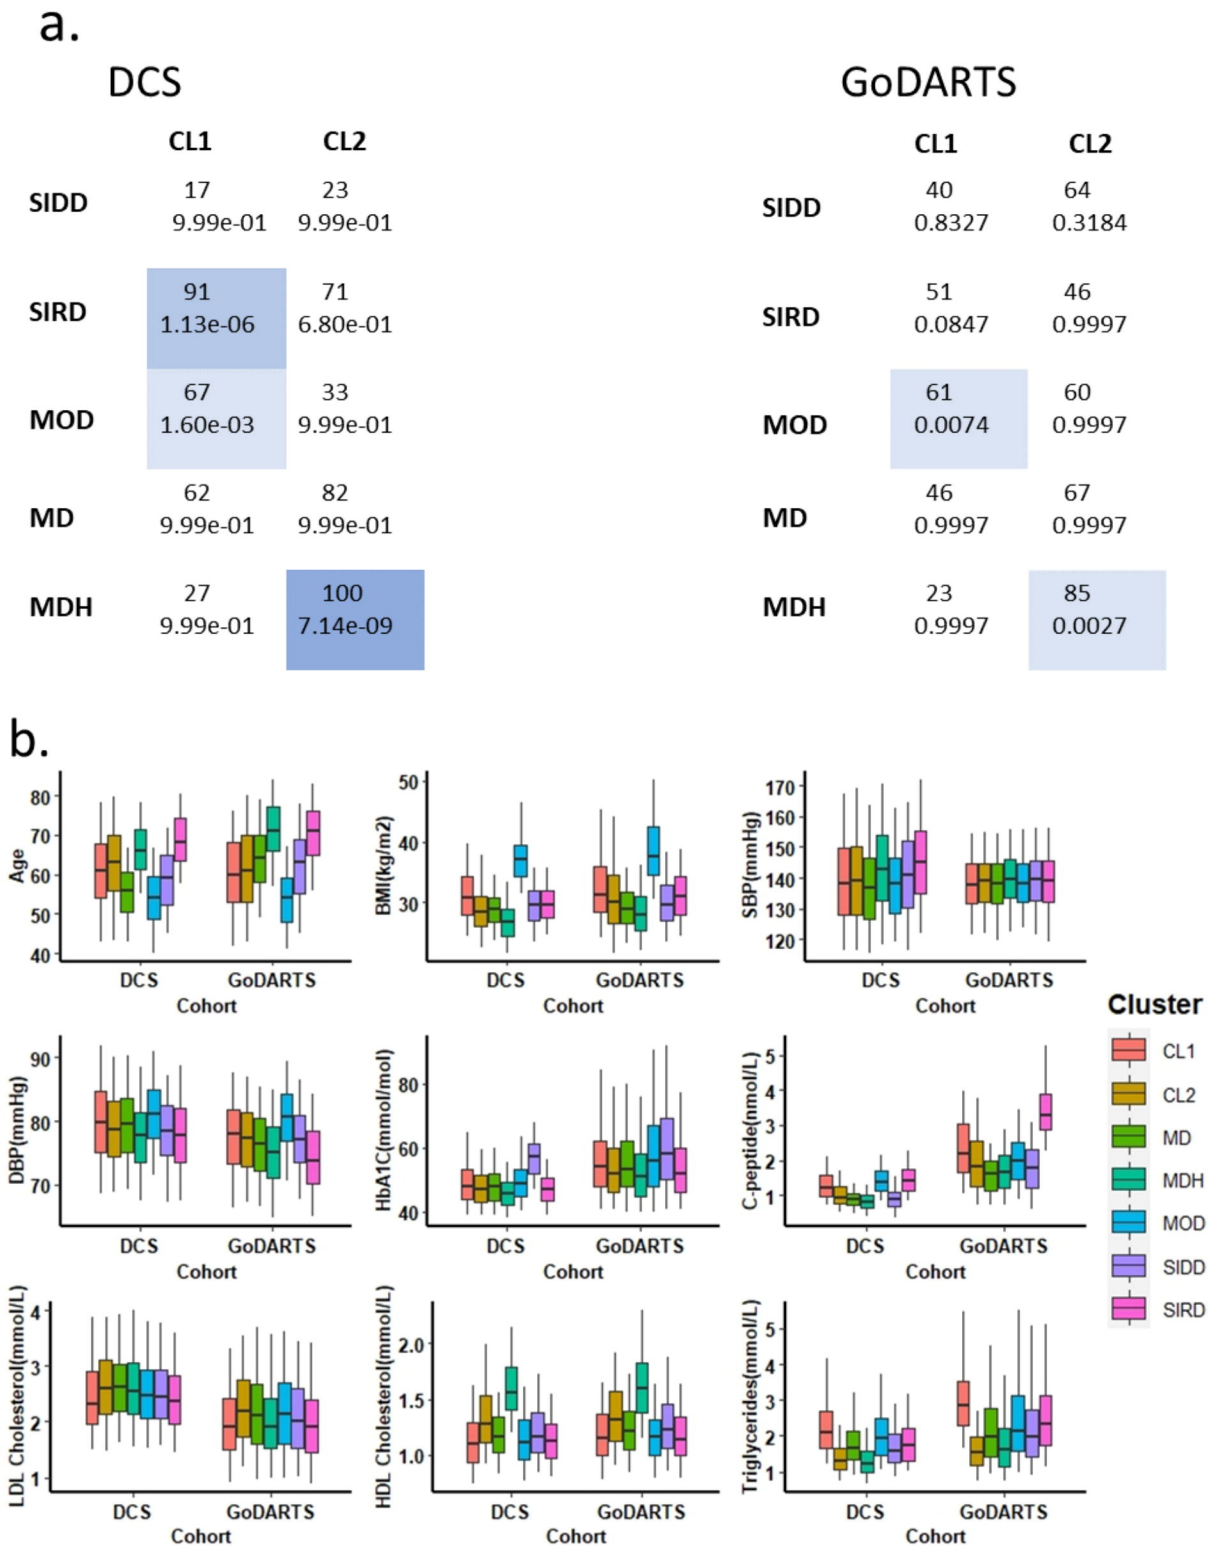 a.
DCS
GoDARTS
CL1 CL2
CL1 CL2
SIDD
17 23
9.99e-01 9.99e-01
SIDD
40 64
0.8327 0.3184
SIRD
91 71
1.13e-06 6.80e-01
SIRD
51 46
0.0847 0.9997
MOD
67 33
1.60e-03 9.99e-01
MOD
61 60
0.0074 0.9997
MD
62 82
9.99e-01 9.99e-01
MD
46 67
0.9997 0.9997
MDH
27 100
9.99e-01 7.14e-09
MDH
23 85
0.9997 0.0027
b.
Age
80
70
60
50
40
DCS GoDARTS
Cohort
BMI(kg/m2)
50
40
30
DCS GoDARTS
Cohort
SBP(mmHg)
170
160
150
140
130
120
DCS GoDARTS
Cohort
DBP(mmHg)
90
80
70
DCS GoDARTS
Cohort
HbA1C(mmol/mol)
80
60
40
DCS GoDARTS
Cohort
C-peptide(nmol/L)
5
4
3
2
1
DCS GoDARTS
Cohort
Cluster
CL1
CL2
MD
MDH
MOD
SIDD
SIRD
LDL Cholesterol(mmol/L)
4
3
2
1
DCS GoDARTS
Cohort
HDL Cholesterol(mmol/L)
2.0
1.5
1.0
DCS GoDARTS
Cohort
Triglycerides(mmol/L)
5
4
3
2
1
DCS GoDARTS
Cohort